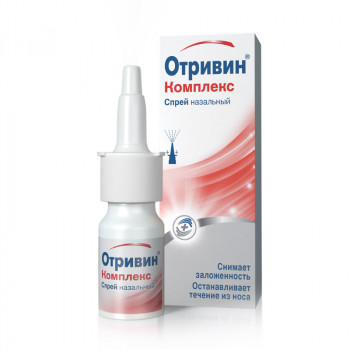 Отривин®
Комплекс
Спрей назальный
Снимает
заложенность
Останавливает
течение из носа
Отривин®
Комплекс
Спрей назальный